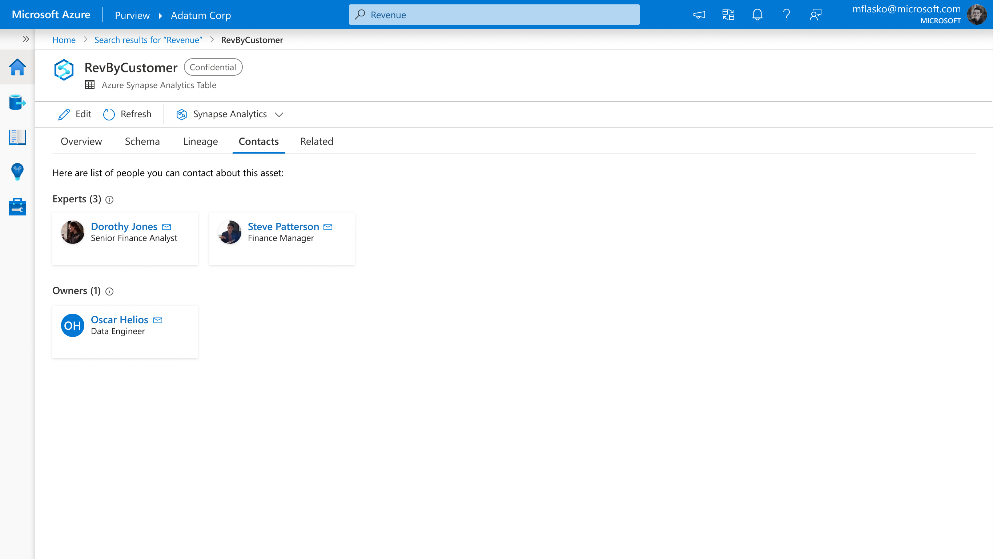 Microsoft Azure
Purview
Adatum Corp
Revenue
mflasko@microsoft.com
MICROSOFT
Home
Search results for "Revenue"
RevByCustomer
RevByCustomer
Confidential
Azure Synapse Analytics Table
Edit
Refresh
Synapse Analytics
Overview
Schema
Lineage
Contacts
Related
Here are list of people you can contact about this asset:
Experts (3)
Dorothy Jones
Senior Finance Analyst
Steve Patterson
Finance Manager
Owners (1)
OH
Oscar Helios
Data Engineer